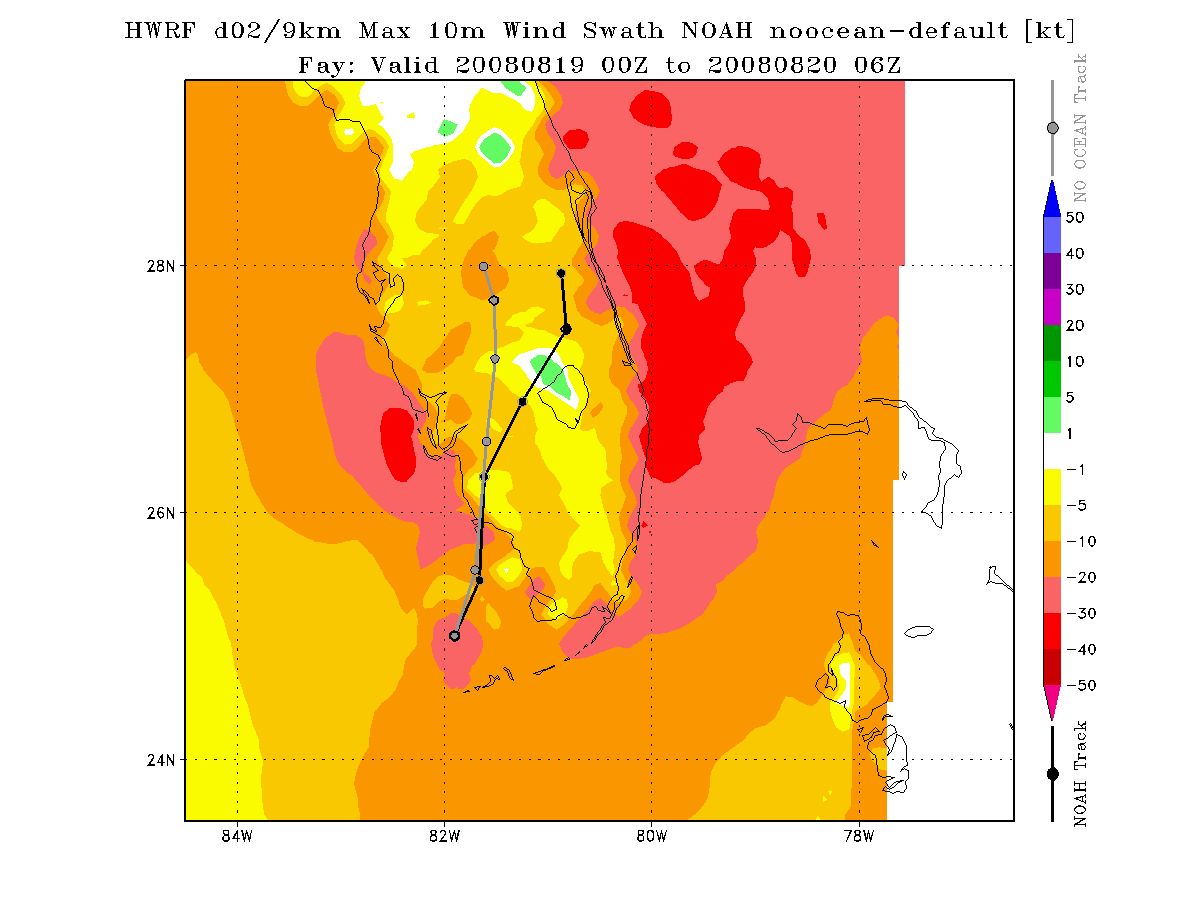 HWRF d02/9km Max 10m Wind Swath NOAH noocean-default [kt]
Fay: Valid 20080819 00Z to 20080820 06Z
28N
26N
24N
84W
82W
80W
78W
NO OCEAN Track
50
40
30
20
10
5
1
-1
-5
-10
-20
-30
-40
-50
NOAH Track